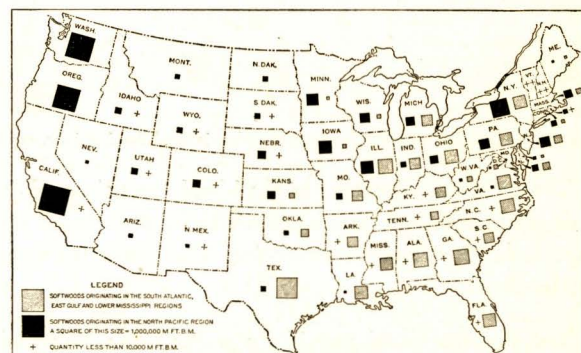 WASH.
OREG.
CALIF.
NEV.
IDAHO
MONT.
WYO.
UTAH
COLO.
ARIZ.
N. MEX.
N. DAK.
S. DAK.
NEBR.
KANS.
OKLA.
TEX.
MINN.
IOWA
MO.
ARK.
LA.
WIS.
ILL.
MICH.
IND.
OHIO
KY.
TENN.
MISS.
ALA.
GA.
FLA.
S.C.
N.C.
VA.
W.VA.
PA.
N.Y.
VT.
MASS.
ME.
LEGEND
SOFTWOODS ORIGINATING IN THE SOUTH ATLANTIC,
EAST GULF AND LOWER MISSISSIPPI REGIONS
SOFTWOODS ORIGINATING IN THE NORTH PACIFIC REGION
A SQUARE OF THIS SIZE = 1,000,000 M FT. B.M.
+ QUANTITY LESS THAN 10,000 M FT. B.M.